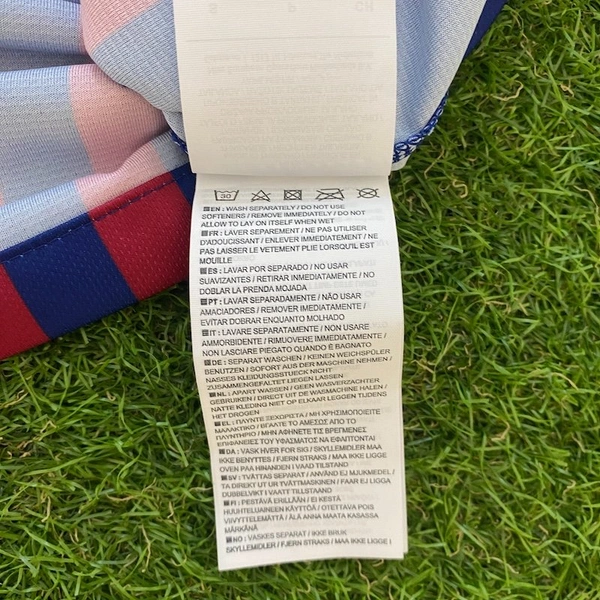 30
EN : WASH SEPARATELY / DO NOT USE
SOFTENERS / REMOVE IMMEDIATELY / DO NOT
ALLOW TO LAY ON ITSELF WHEN WET
FR : LAVER SEPAREMENT / NE PAS UTILISER
D'ADOUCISSANT / ENLEVER IMMEDIATEMENT / NE
PAS LAISSER LE VETEMENT PLIE LORSQU'IL EST
MOUILLE
ES : LAVAR POR SEPARADO / NO USAR
SUAVIZANTES / RETIRAR IMMEDIATAMENTE / NO
DOBLAR LA PRENDA MOJADA
PT : LAVAR SEPARADAMENTE / NÃO USAR
AMACIADORES / REMOVER IMEDIATAMENTE /
EVITAR DOBRAR ENQUANTO MOLHADO
IT : LAVARE SEPARATAMENTE / NON USARE
AMMORBIDENTE / RIMUOVERE IMMEDIATAMENTE /
NON LASCIARE PIEGATO QUANDO È BAGNATO
DE : SEPARAT WASCHEN / KEINEN WEICHSPÜLER
BENUTZEN / SOFORT AUS DER MASCHINE NEHMEN /
NASSES KLEIDUNGSSTUECK NICHT
ZUSAMMENGEFALTET LIEGEN LASSEN
NL : APART WASSEN / GEEN WASVERZACHTER
GEBRUIKEN / DIRECT UIT DE WASMACHINE HALEN /
NATTE KLEDING NIET OP ELKAAR LEGGEN TIJDENS
HET DROGEN
EL : ΠΛΥΝΤΕ ΞΕΧΩΡΙΣΤΑ / ΜΗ ΧΡΗΣΙΜΟΠΟΙΕΙΤΕ
ΜΑΛΑΚΤΙΚΟ / ΒΓΑΛΤΕ ΤΟ ΑΜΕΣΩΣ ΑΠΟ ΤΟ
ΠΛΥΝΤΗΡΙΟ / ΜΗΝ ΑΦΗΝΕΤΕ ΤΙΣ ΒΡΕΓΜΕΝΕΣ
ΕΠΙΦΑΝΕΙΕΣ ΤΟΥ ΥΦΑΣΜΑΤΟΣ ΝΑ ΕΦΑΠΤΟΝΤΑΙ
DA : VASK HVER FOR SIG / SKYLLEMIDLER MAA
IKKE BENYTTES / FJERN STRAKS / MAA IKKE LIGGE
OVEN PAA HINANDEN I VAAD TILSTAND
SV : TVÄTTAS SEPARAT / ANVÄND EJ MJUKMEDEL /
TA DIREKT UT UR TVÄTTMASKINEN / FAAR EJ LIGGA
DUBBELVIKT I VAATT TILLSTAND
FI : PESTÄVÄ ERILLÄÄN / EI KESTÄ
HUUHTELUAINEEN KÄYTTÖÄ / OTETTAVA POIS
VIIVYTTELEMÄTTÄ / ÄLÄ ANNA MAATA KASASSA
MÄRKÄNÄ
NO : VASKES SEPARAT / IKKE BRUK
SKYLLEMIDLER / FJERN STRAKS / MAA IKKE LIGGE I